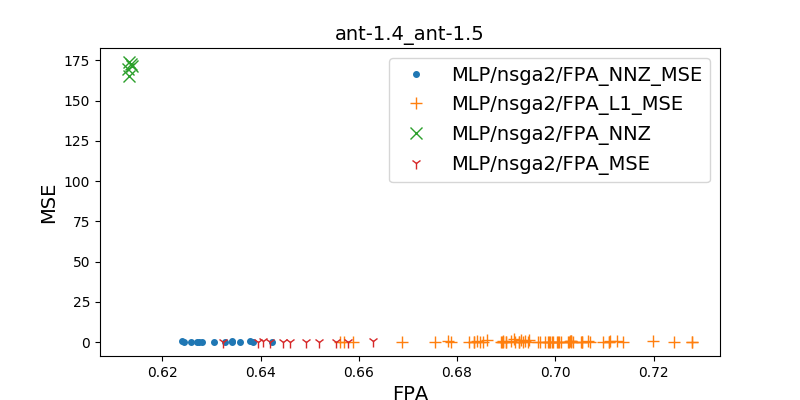 ant-1.4_ant-1.5
MLP/nsga2/FPA_NNZ_MSE
MLP/nsga2/FPA_L1_MSE
MLP/nsga2/FPA_NNZ
MLP/nsga2/FPA_MSE
MSE
175
150
125
100
75
50
25
0
0.62 0.64 0.66 0.68 0.70 0.72
FPA